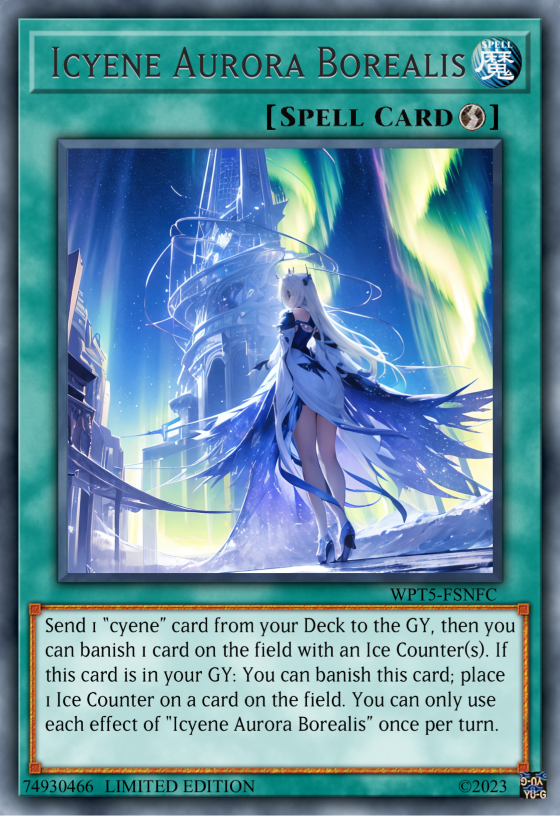 Icyene Aurora Borealis
SPELL
魔
[Spell Card]
WPT5-FSNFC
Send 1 "cyene" card from your Deck to the GY, then you
can banish 1 card on the field with an Ice Counter(s). If
this card is in your GY: You can banish this card; place
1 Ice Counter on a card on the field. You can only use
each effect of "Icyene Aurora Borealis" once per turn.
74930466 LIMITED EDITION ©2023